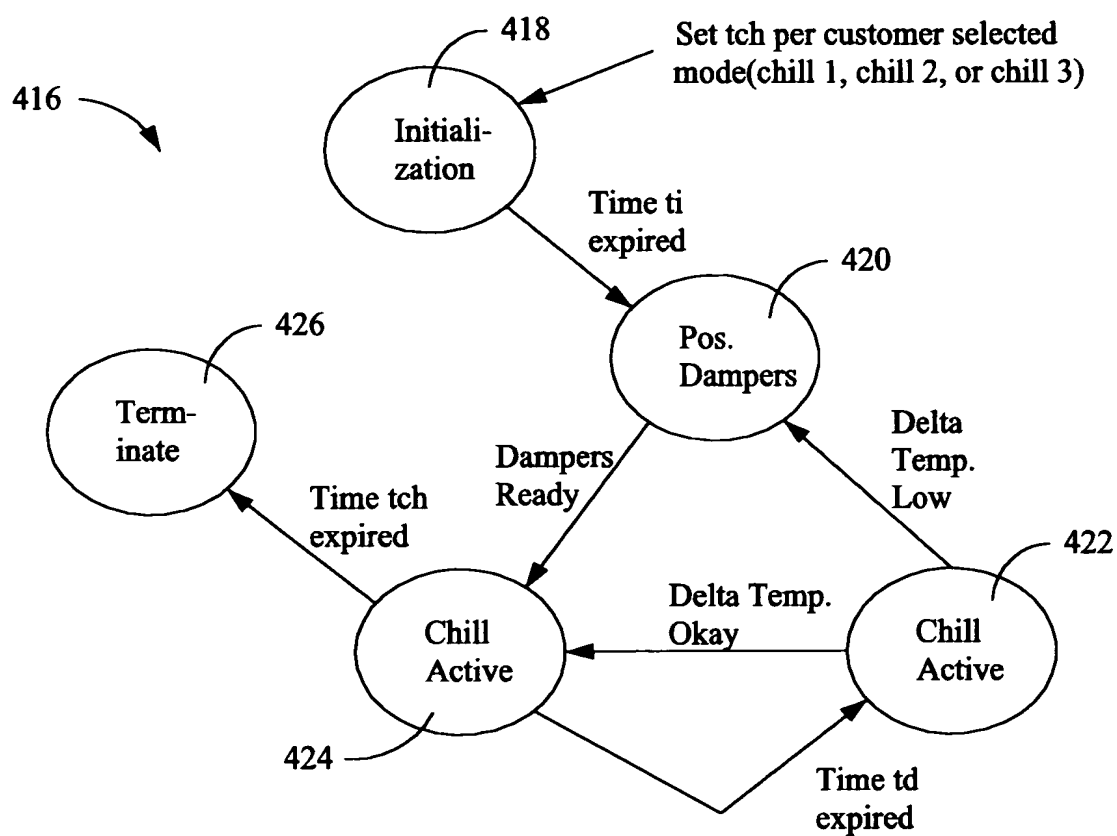 418
Set tch per customer selected
mode(chill 1, chill 2, or chill 3)
416
Initiali-
zation
Time ti
expired
420
426
Pos.
Dampers
Term-
inate
Delta
Temp.
Low
Dampers
Ready
Time tch
expired
422
Delta Temp.
Okay
Chill
Active
Chill
Active
424
Time td
expired